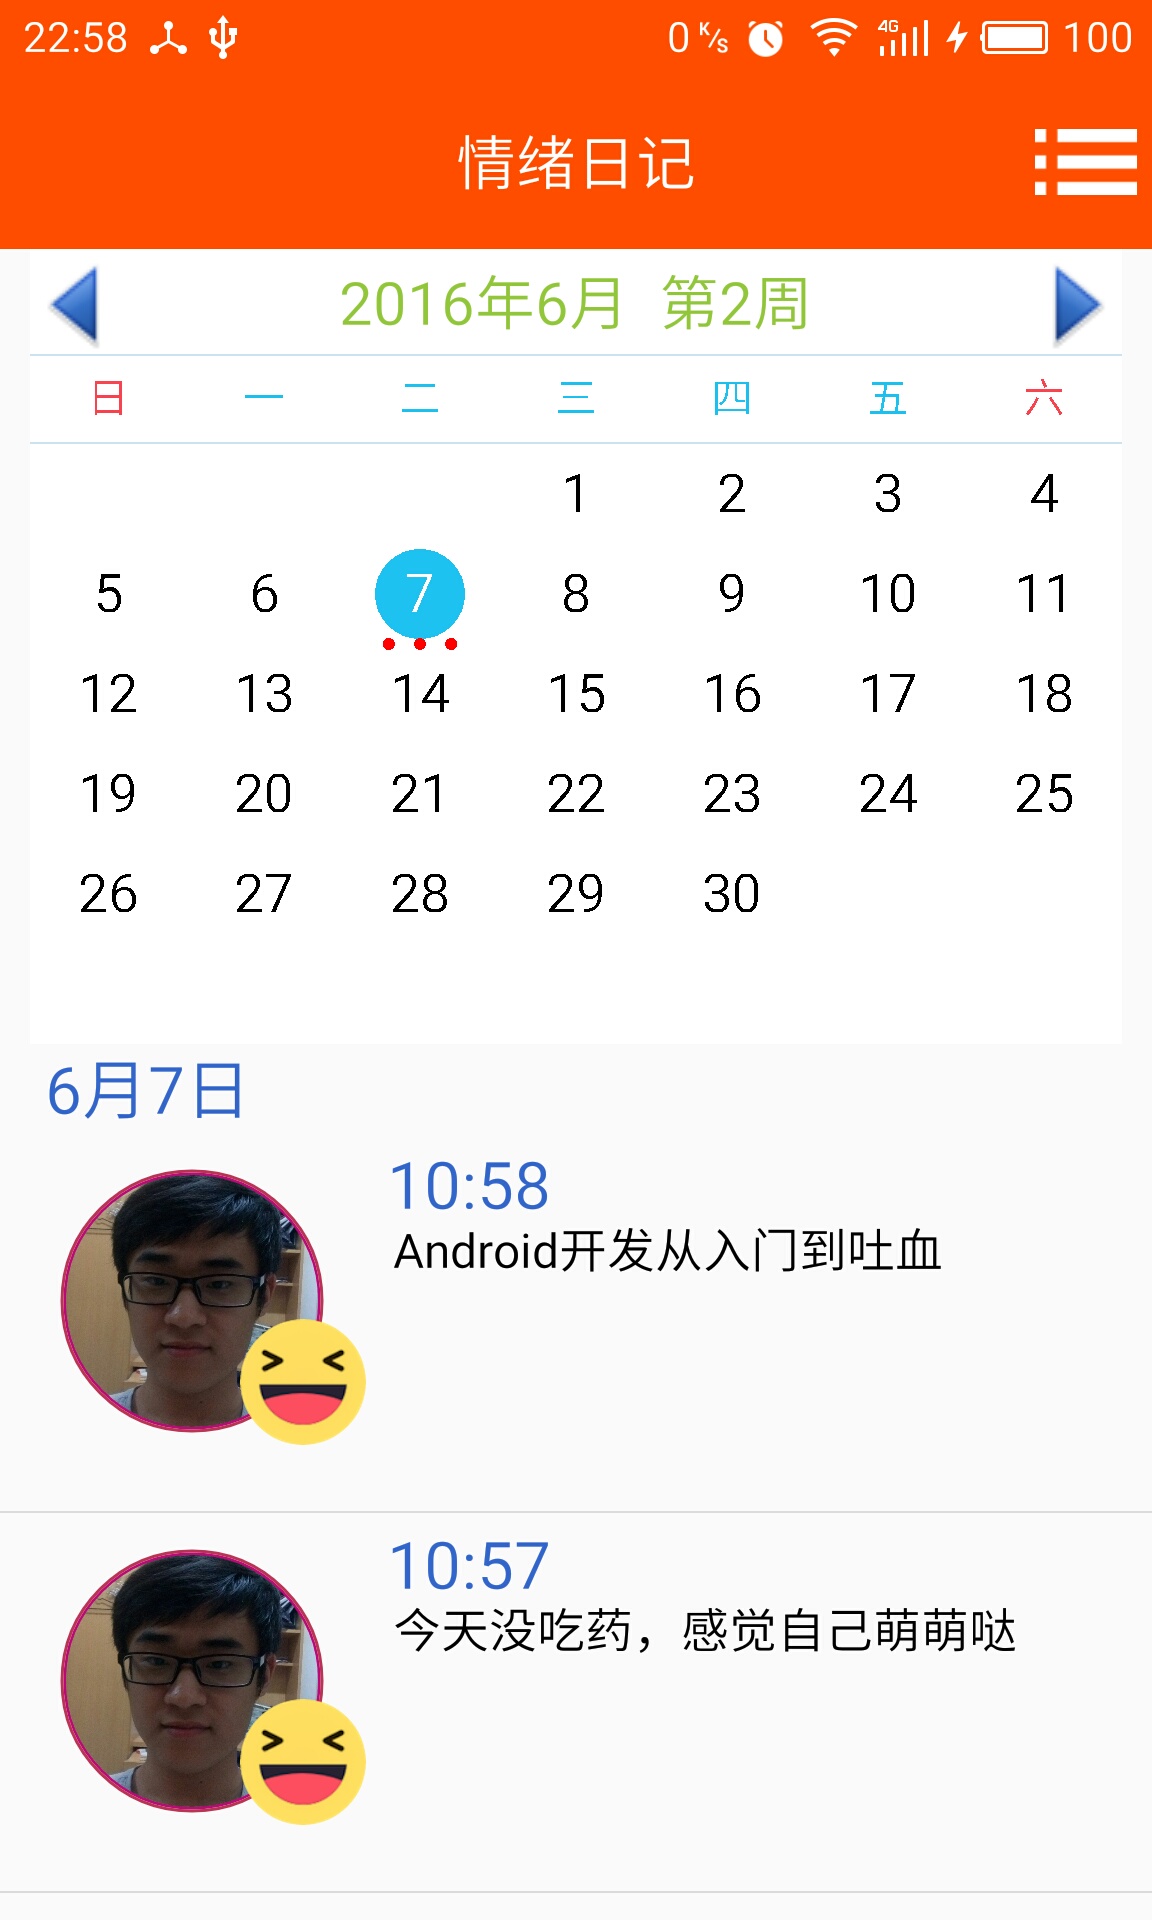 22:58 0 K/s 4G 100
情绪日记
2016年6月 第2周
日 一 二 三 四 五 六
1 2 3 4
5 6 7 8 9 10 11
12 13 14 15 16 17 18
19 20 21 22 23 24 25
26 27 28 29 30
6月7日
10:58
Android开发从入门到吐血
10:57
今天没吃药，感觉自己萌萌哒